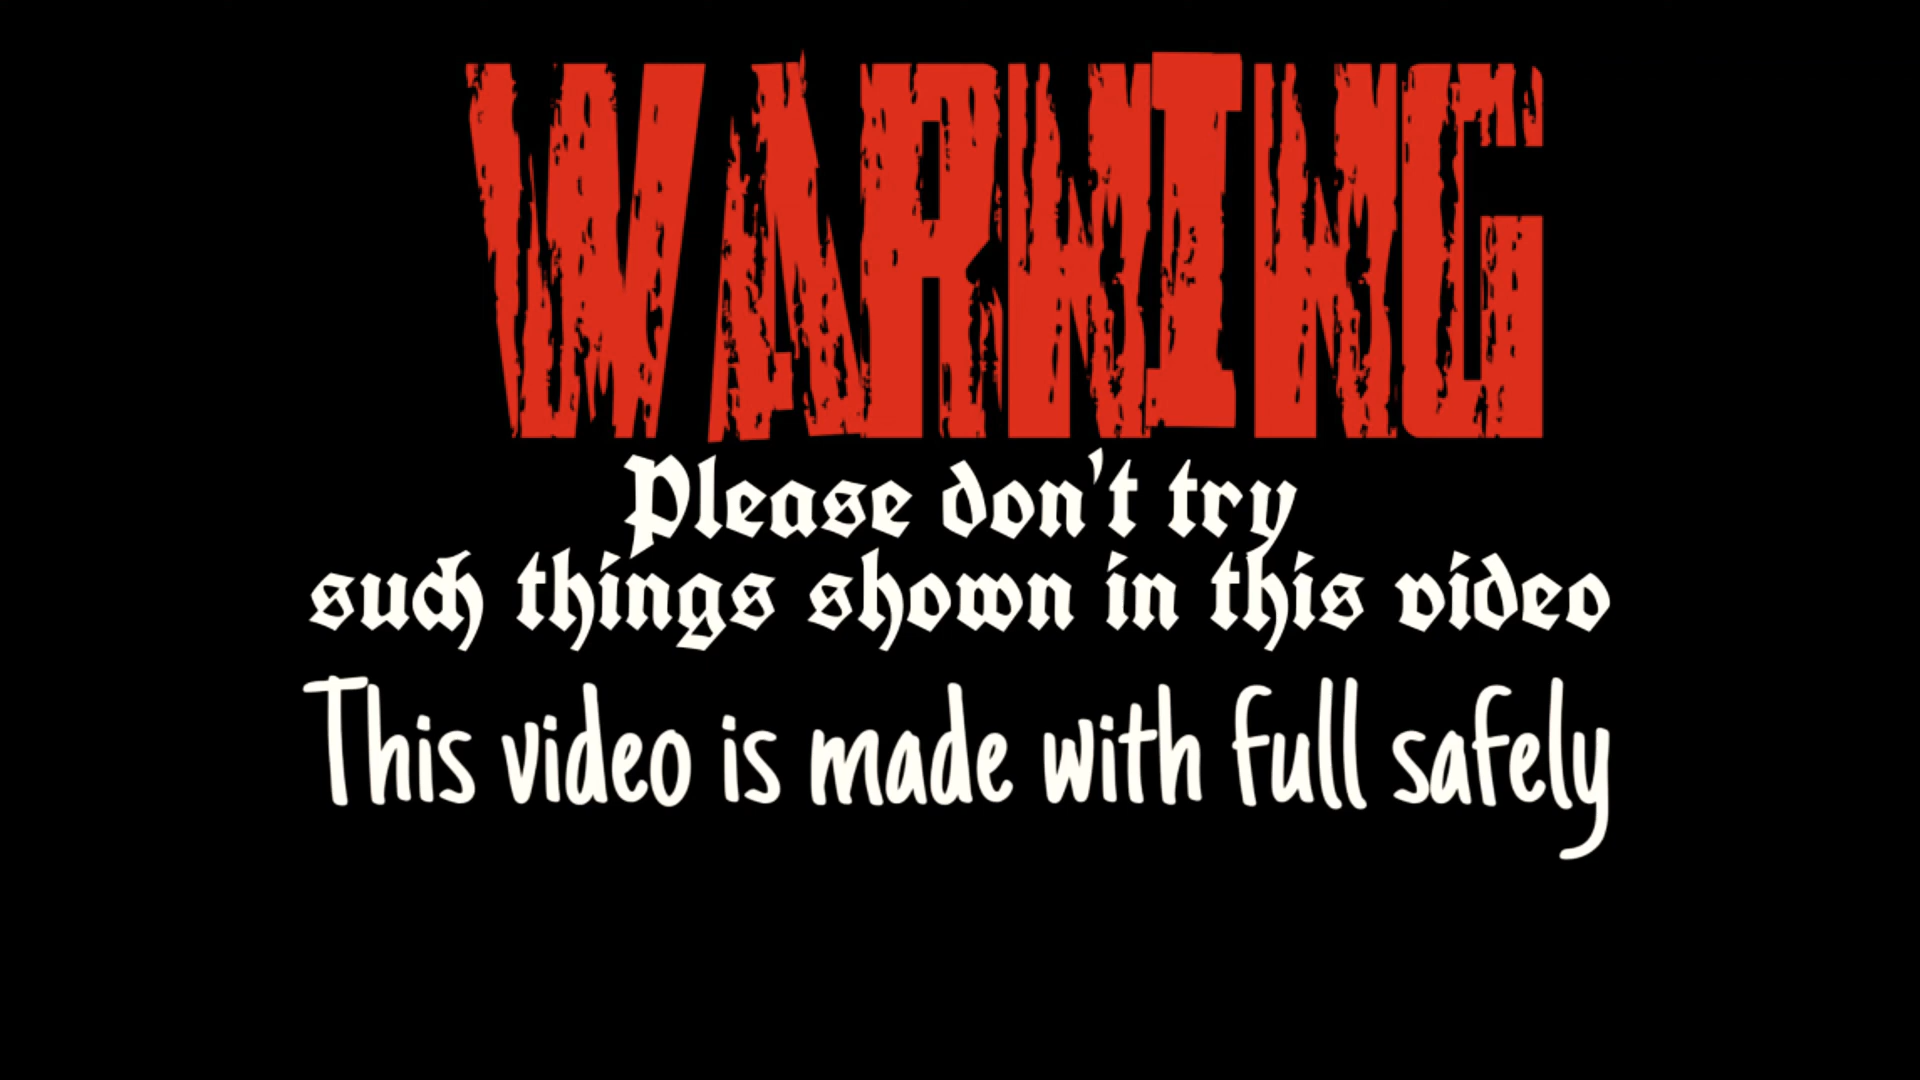 WARNING
Please don't try
such things shown in this video
This video is made with full safely